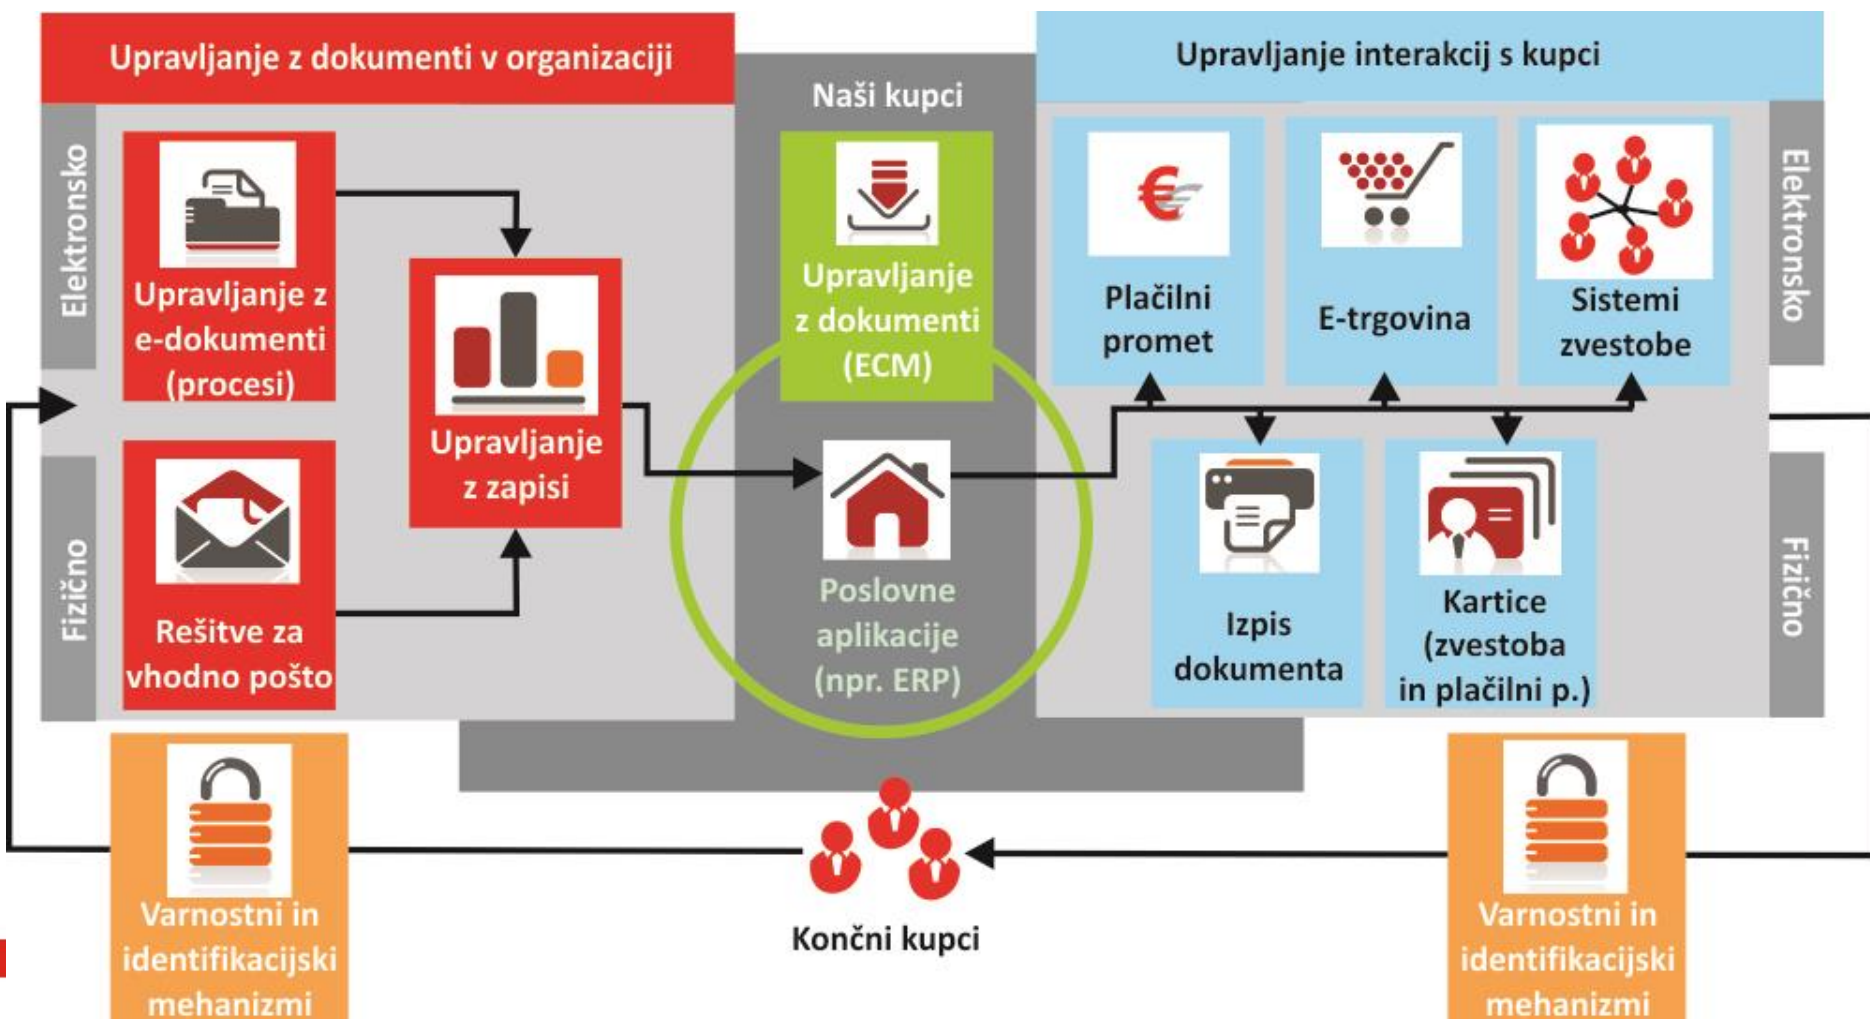 Upravljanje z dokumenti v organizaciji
Elektronsko
Upravljanje z
e-dokumenti
(procesi)
Fizično
Rešitve za
vhodno pošto
Upravljanje
z zapisi
Naši kupci
Upravljanje
z dokumenti
(ECM)
Poslovne
aplikacije
(npr. ERP)
Upravljanje interakcij s kupci
Plačilni
promet
E-trgovina
Sistemi
zvestobe
Elektronsko
Izpis
dokumenta
Kartice
(zvestoba
in plačilni p.)
Fizično
Varnostni in
identifikacijski
mehanizmi
Končni kupci
Varnostni in
identifikacijski
mehanizmi